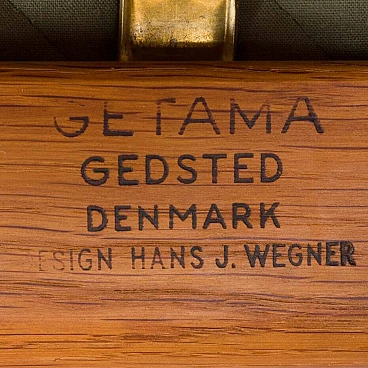 GETAMA
GEDSTED
DENMARK
DESIGN HANS J. WEGNER